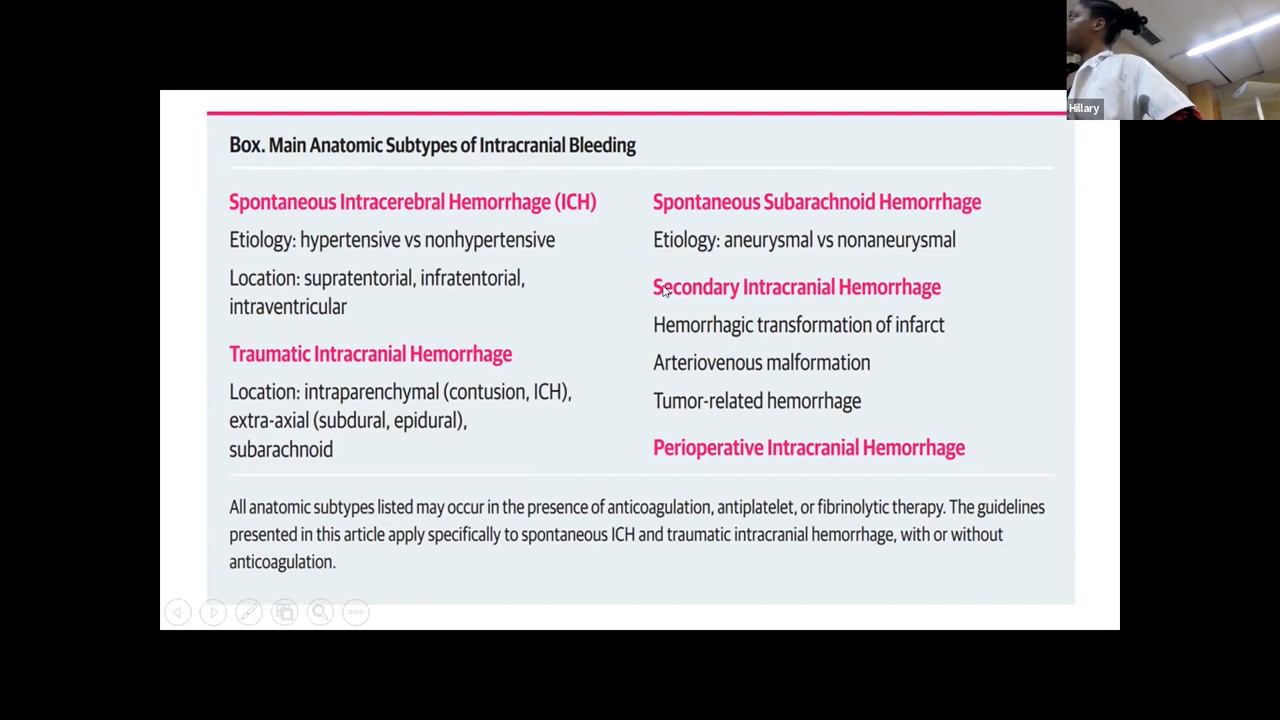 Hillary
Box. Main Anatomic Subtypes of Intracranial Bleeding
Spontaneous Intracerebral Hemorrhage (ICH)
Etiology: hypertensive vs nonhypertensive
Location: supratentorial, infratentorial,
intraventricular
Traumatic Intracranial Hemorrhage
Location: intraparenchymal (contusion, ICH),
extra-axial (subdural, epidural),
subarachnoid
Spontaneous Subarachnoid Hemorrhage
Etiology: aneurysmal vs nonaneurysmal
Secondary Intracranial Hemorrhage
Hemorrhagic transformation of infarct
Arteriovenous malformation
Tumor-related hemorrhage
Perioperative Intracranial Hemorrhage
All anatomic subtypes listed may occur in the presence of anticoagulation, antiplatelet, or fibrinolytic therapy. The guidelines
presented in this article apply specifically to spontaneous ICH and traumatic intracranial hemorrhage, with or without
anticoagulation.